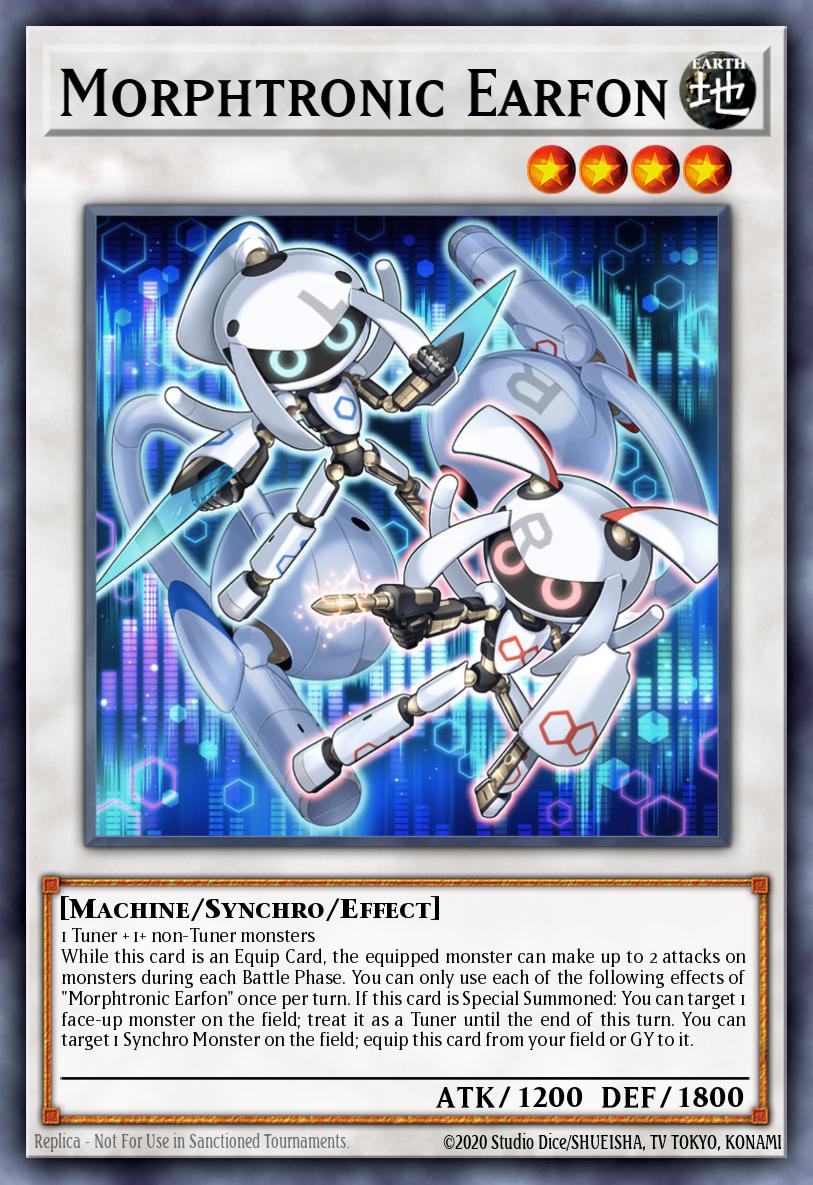 Morphtronic Earfon
EARTH
地
L
R
R
[Machine/Synchro/Effect]
1 Tuner + 1+ non-Tuner monsters
While this card is an Equip Card, the equipped monster can make up to 2 attacks on
monsters during each Battle Phase. You can only use each of the following effects of
"Morphtronic Earfon" once per turn. If this card is Special Summoned: You can target 1
face-up monster on the field; treat it as a Tuner until the end of this turn. You can
target 1 Synchro Monster on the field; equip this card from your field or GY to it.
ATK/1200 DEF/1800
Replica - Not For Use in Sanctioned Tournaments.
©2020 Studio Dice/SHUEISHA, TV TOKYO, KONAMI